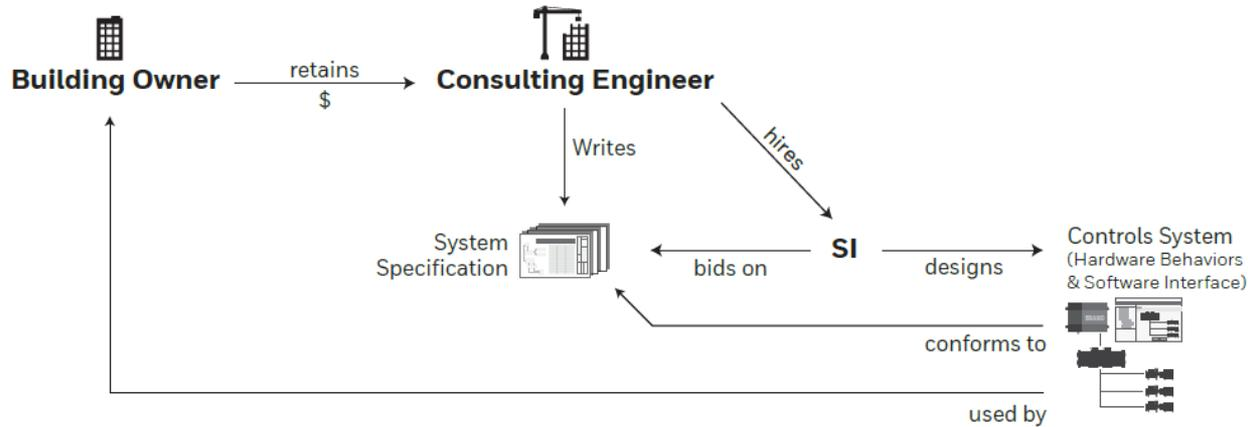 Building Owner
retains
$
Consulting Engineer
Writes
hires
System
Specification
bids on
SI
designs
Controls System
(Hardware Behaviors
& Software Interface)
conforms to
used by